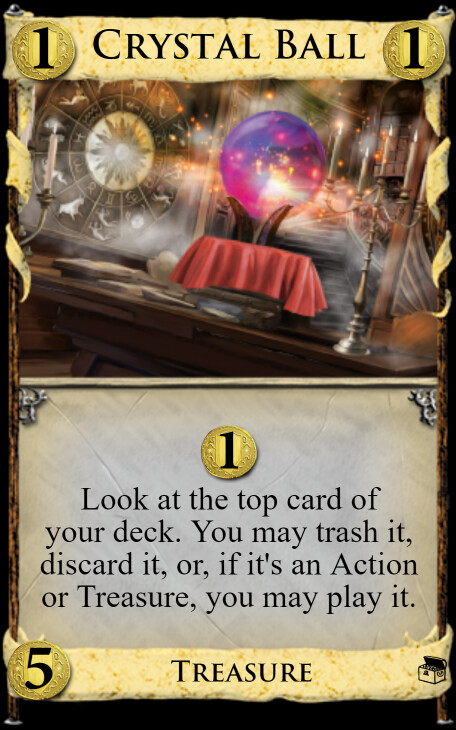 1 CRYSTAL BALL 1
1
Look at the top card of
your deck. You may trash it,
discard it, or, if it's an Action
or Treasure, you may play it.
5 TREASURE